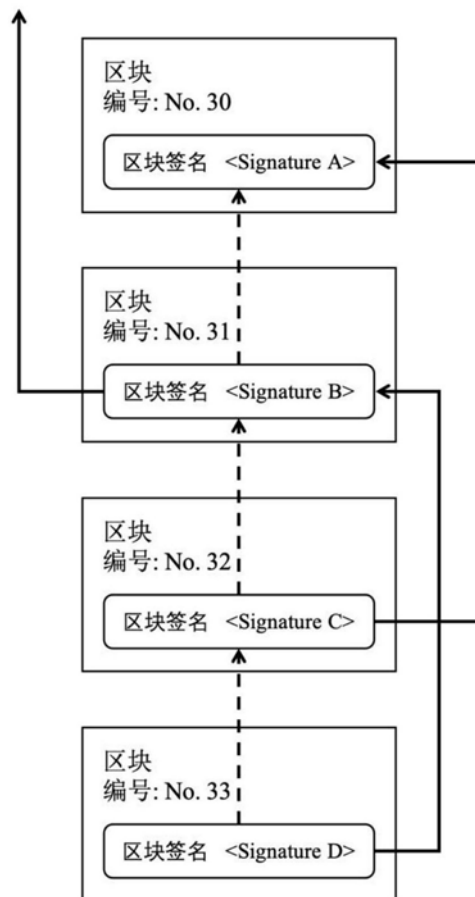 区块
编号: No. 30
区块签名 <Signature A>
区块
编号: No. 31
区块签名 <Signature B>
区块
编号: No. 32
区块签名 <Signature C>
区块
编号: No. 33
区块签名 <Signature D>